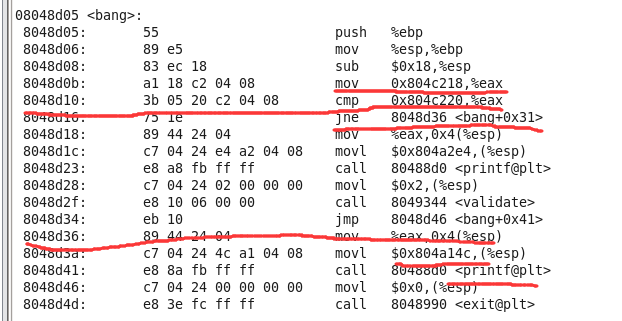 08048d05 <bang>:
8048d05: 55 push %ebp
8048d06: 89 e5 mov %esp,%ebp
8048d08: 83 ec 18 sub $0x18,%esp
8048d0b: a1 18 c2 04 08 mov 0x804c218,%eax
8048d10: 3b 05 20 c2 04 08 cmp 0x804c220,%eax
8048d16: 75 1e jne 8048d36 <bang+0x31>
8048d18: 89 44 24 04 mov %eax,0x4(%esp)
8048d1c: c7 04 24 e4 a2 04 08 movl $0x804a2e4,(%esp)
8048d23: e8 a8 fb ff ff call 80488d0 <printf@plt>
8048d28: c7 04 24 02 00 00 00 movl $0x2,(%esp)
8048d2f: e8 10 06 00 00 call 8049344 <validate>
8048d34: eb 10 jmp 8048d46 <bang+0x41>
8048d36: 89 44 24 04 mov %eax,0x4(%esp)
8048d3a: c7 04 24 4c a1 04 08 movl $0x804a14c,(%esp)
8048d41: e8 8a fb ff ff call 80488d0 <printf@plt>
8048d46: c7 04 24 00 00 00 00 movl $0x0,(%esp)
8048d4d: e8 3e fc ff ff call 8048990 <exit@plt>